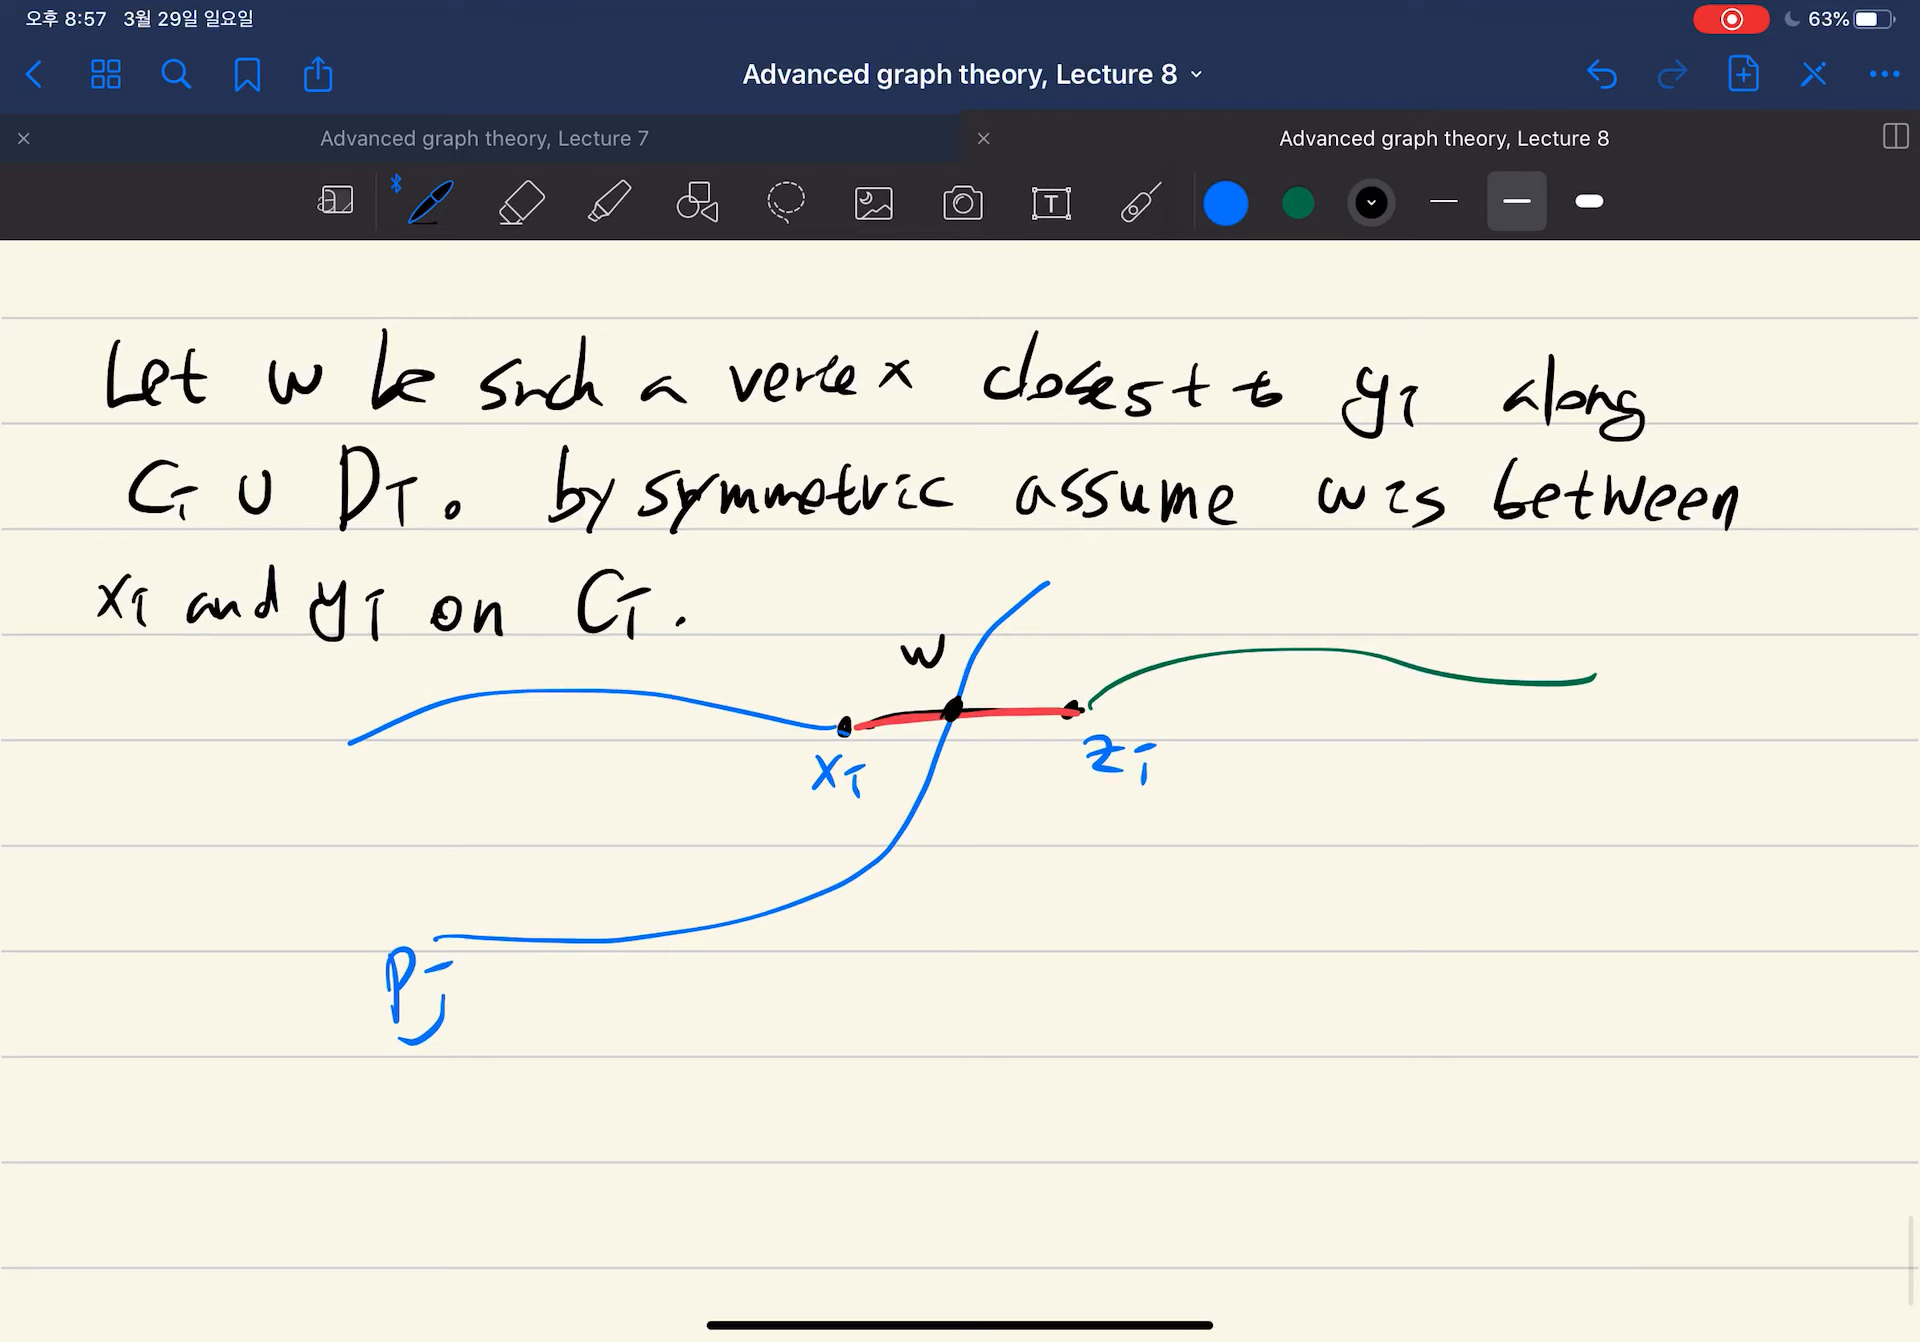 오후 8:57 3월 29일 일요일
63%
Advanced graph theory, Lecture 8
Advanced graph theory, Lecture 7
Advanced graph theory, Lecture 8
T
Let w be such a vertex closest to yi along
Ci ∪ Di. by symmetric assume w is between
xi and yi on Ci.
w
xi
zi
Pj